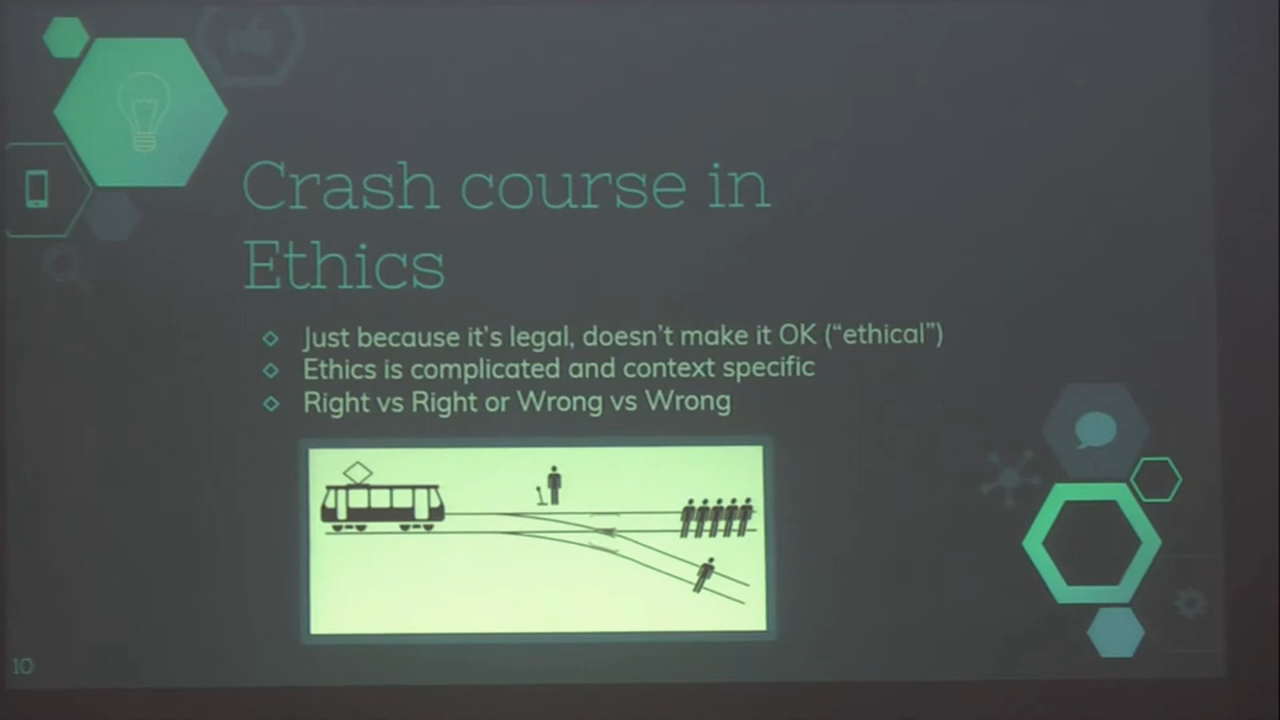 Crash course in
Ethics
Just because it's legal, doesn't make it OK (“ethical”)
Ethics is complicated and context specific
Right vs Right or Wrong vs Wrong
10